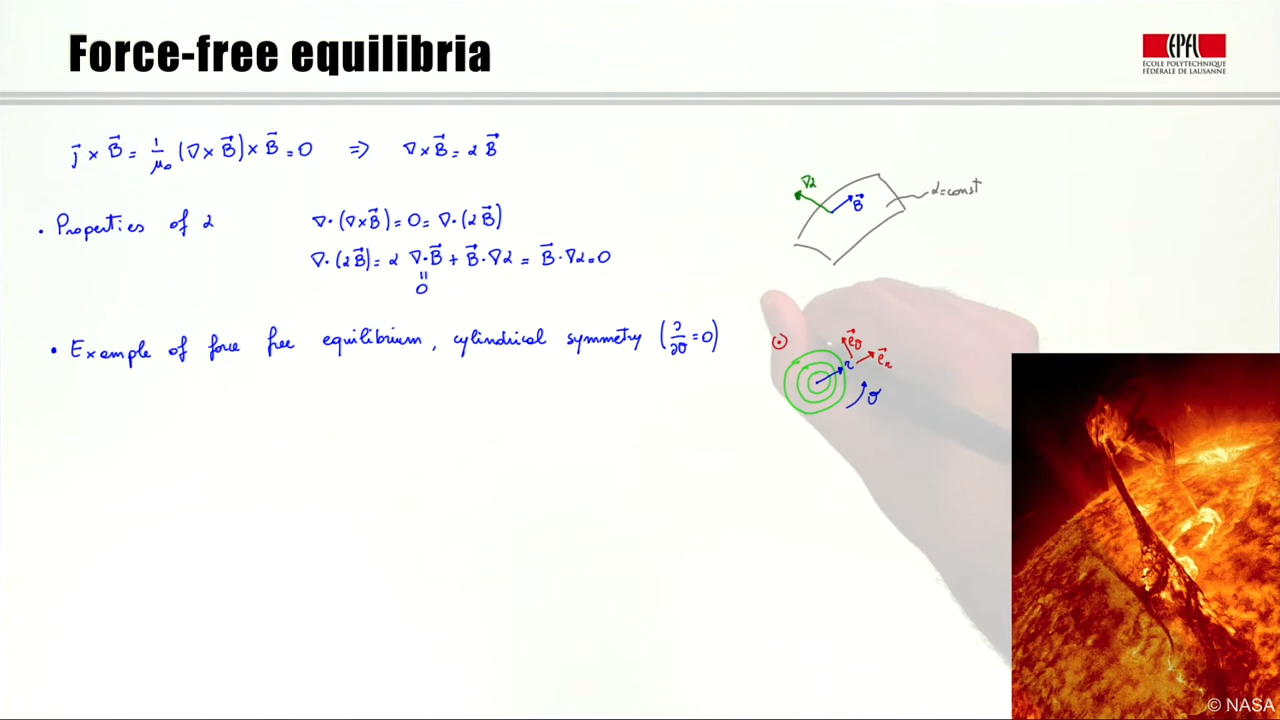 Force-free equilibria
EPFL
ÉCOLE POLYTECHNIQUE
FÉDÉRALE DE LAUSANNE
j⃗ × B⃗ = 1/μ₀ (∇ × B⃗) × B⃗ = 0 ⇒ ∇ × B⃗ = α B⃗
∇α
B⃗
α = const
• Properties of α ∇·(∇×B⃗) = 0 = ∇·(α B⃗)
∇·(α B⃗) = α ∇·B⃗ + B⃗·∇α = B⃗·∇α = 0
"
0
• Example of force free equilibrium, cylindrical symmetry (∂/∂θ = 0)
e⃗θ
r
e⃗r
θ
© NASA